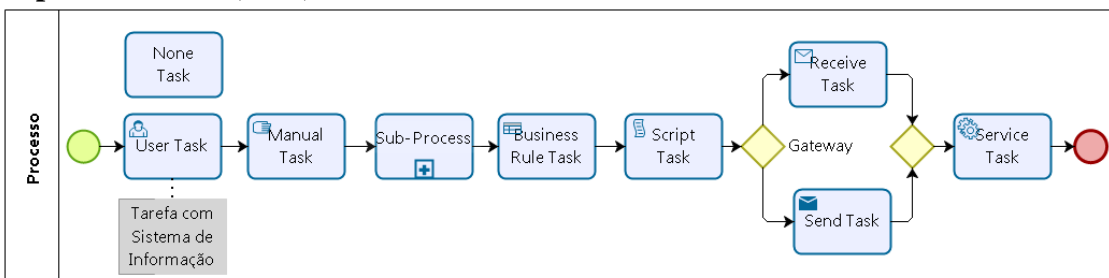 Processo
None
Task
User Task
Manual
Task
Sub-Process
Business
Rule Task
Script
Task
Gateway
Receive
Task
Send Task
Service
Task
Tarefa com
Sistema de
Informação